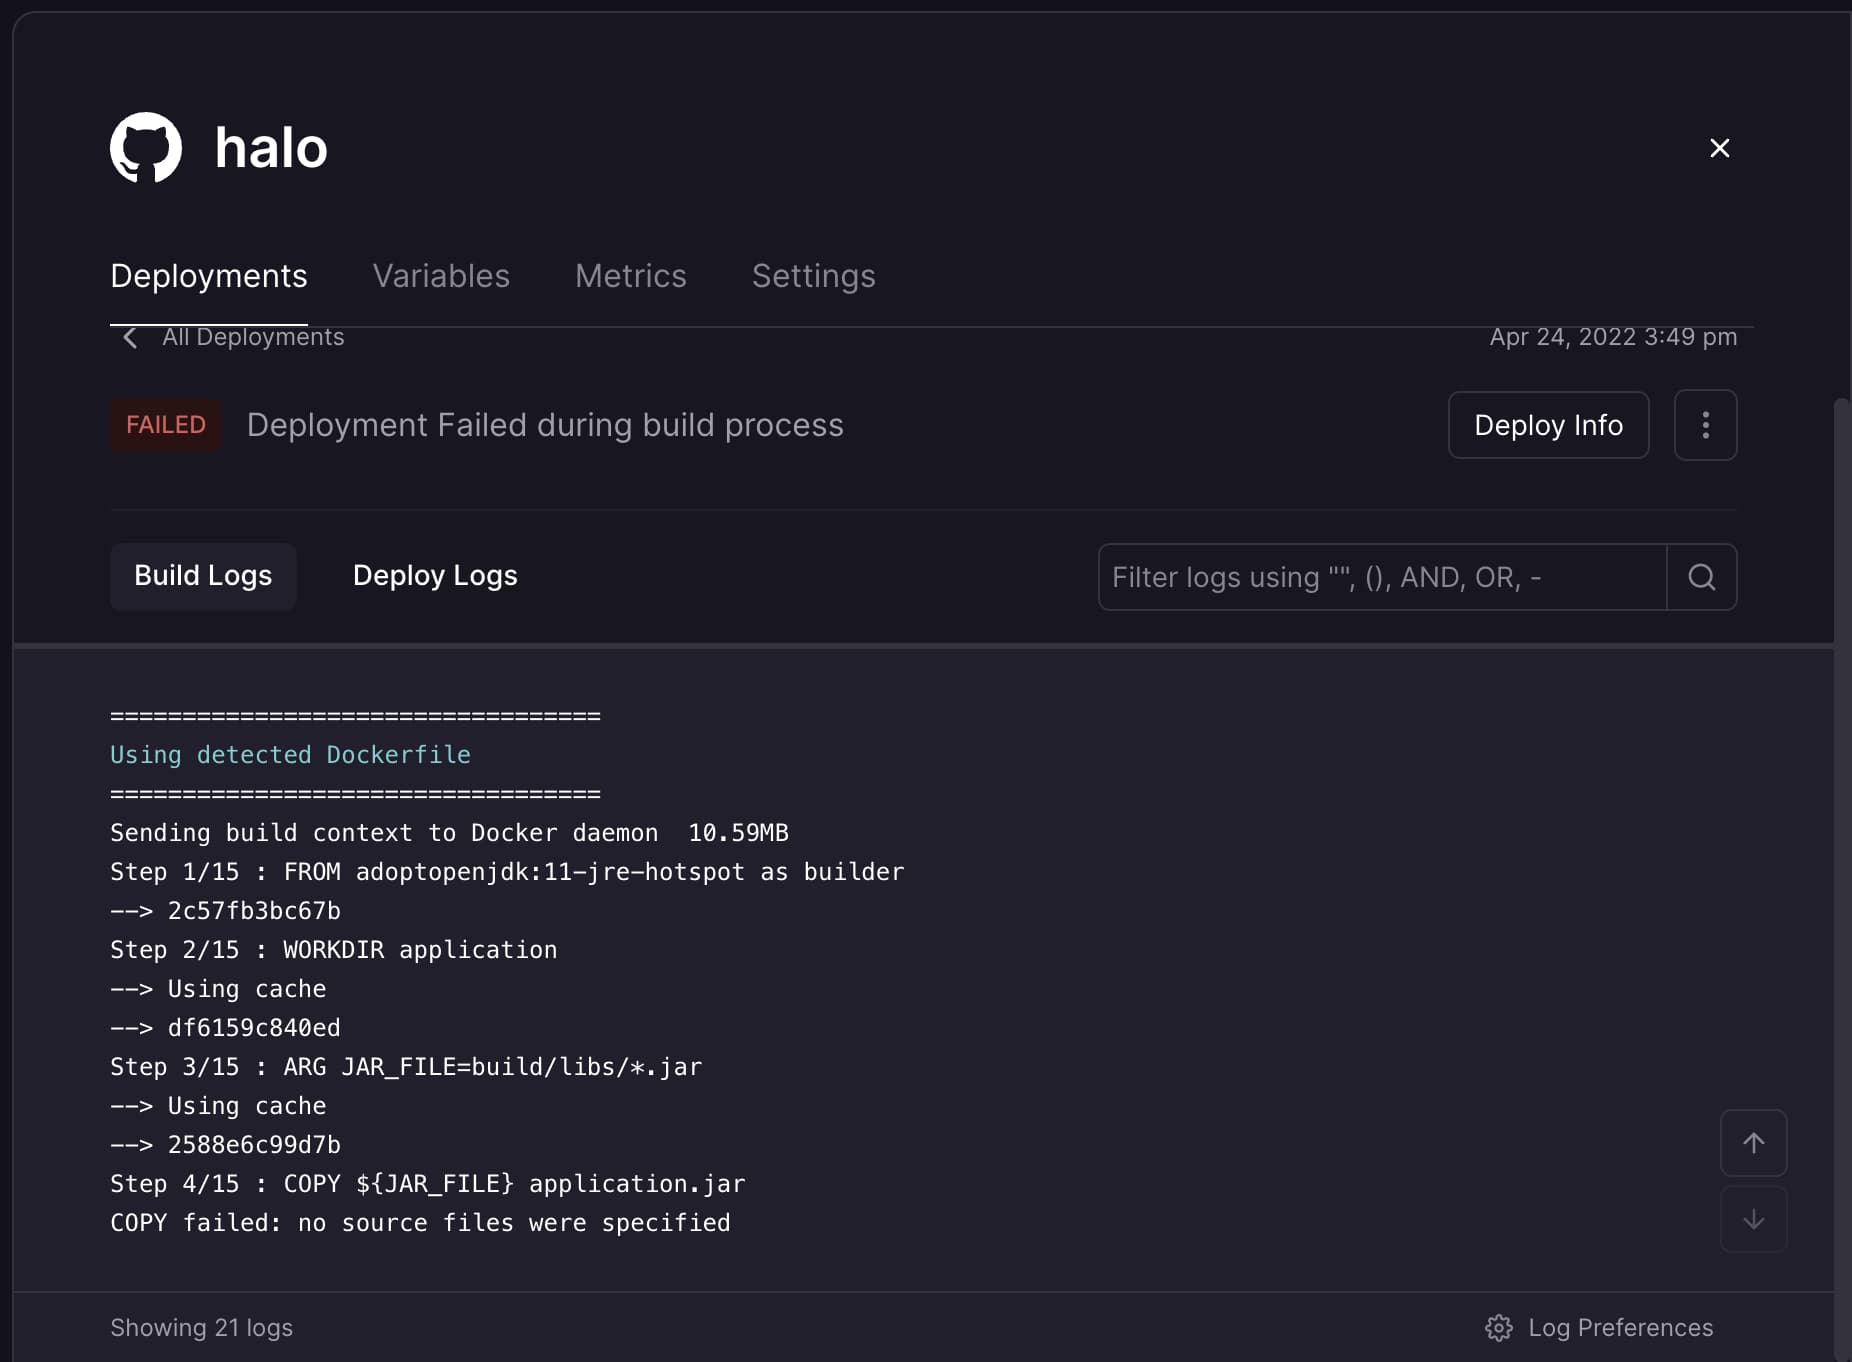 halo
Deployments Variables Metrics Settings
All Deployments Apr 24, 2022 3:49 pm
FAILED Deployment Failed during build process Deploy Info
Build Logs Deploy Logs Filter logs using "", (), AND, OR, -
==================================
Using detected Dockerfile
==================================
Sending build context to Docker daemon  10.59MB
Step 1/15 : FROM adoptopenjdk:11-jre-hotspot as builder
--> 2c57fb3bc67b
Step 2/15 : WORKDIR application
--> Using cache
--> df6159c840ed
Step 3/15 : ARG JAR_FILE=build/libs/*.jar
--> Using cache
--> 2588e6c99d7b
Step 4/15 : COPY ${JAR_FILE} application.jar
COPY failed: no source files were specified
Showing 21 logs Log Preferences